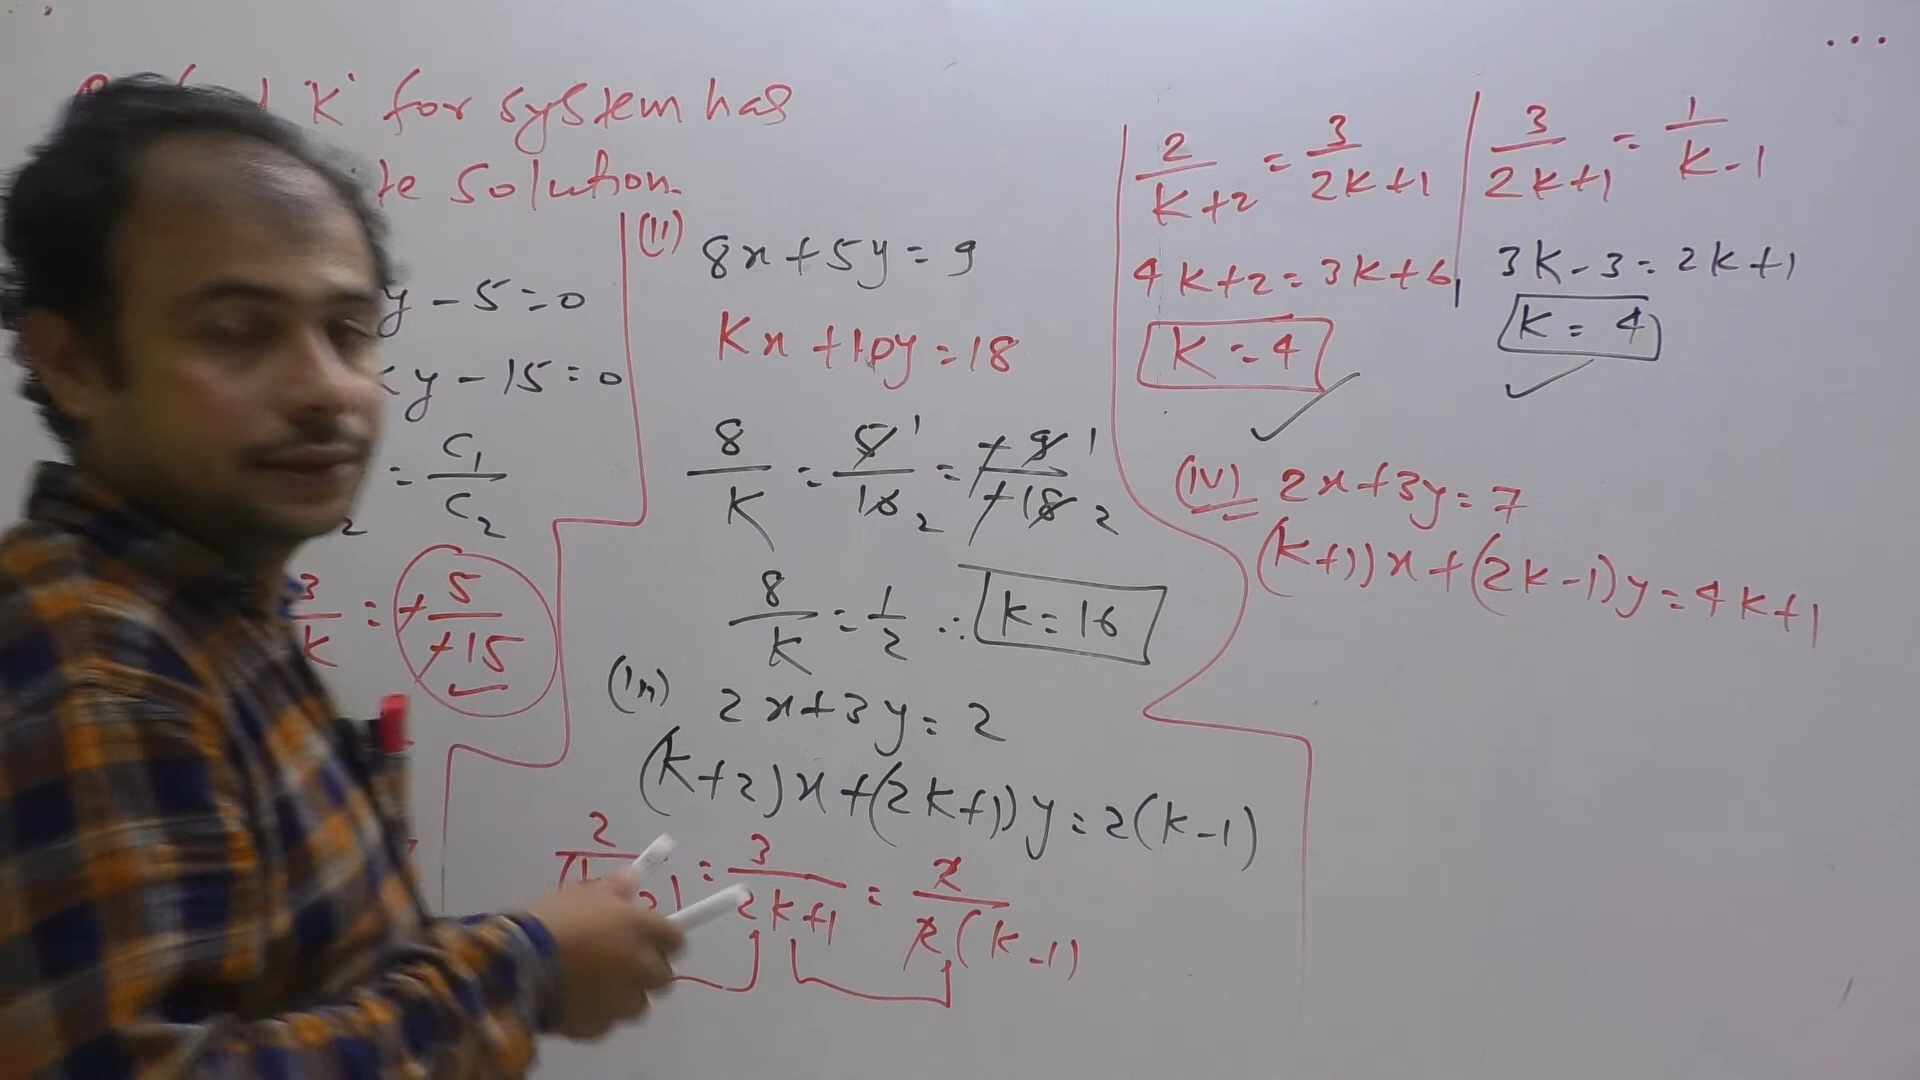 K' for system has
solution.
y - 5 = 0
y - 15 = 0
= C₁/C₂
3/K = +5/+15
(ii) 8x + 5y = 9
Kx + 10y = 18
8/K = 5/10 = +9/+18
1 2 1 2
8/K = 1/2 ∴ K = 16
(iii) 2x + 3y = 2
(K+2)x + (2K+1)y = 2(K-1)
2/ = 3/2K+1 = 2/2(K-1)
2/K+2 = 3/2K+1
4K+2 = 3K+6
K = 4
3/2K+1 = 1/K-1
3K-3 = 2K+1
K = 4
(iv) 2x + 3y = 7
(K+1)x + (2K-1)y = 4K+1